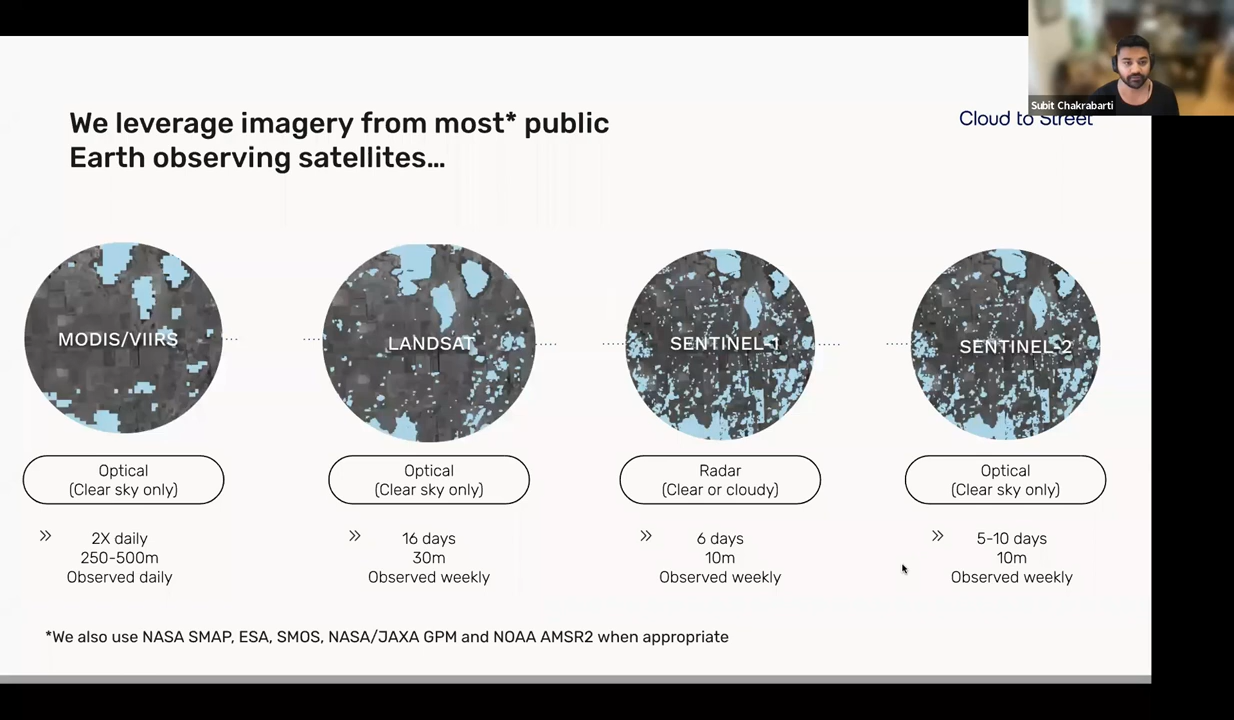 Subit Chakrabarti
Cloud to Street
We leverage imagery from most* public
Earth observing satellites...
MODIS/VIIRS
LANDSAT
SENTINEL-1
SENTINEL-2
Optical
(Clear sky only)
Optical
(Clear sky only)
Radar
(Clear or cloudy)
Optical
(Clear sky only)
» 2X daily
250-500m
Observed daily
» 16 days
30m
Observed weekly
» 6 days
10m
Observed weekly
» 5-10 days
10m
Observed weekly
*We also use NASA SMAP, ESA, SMOS, NASA/JAXA GPM and NOAA AMSR2 when appropriate